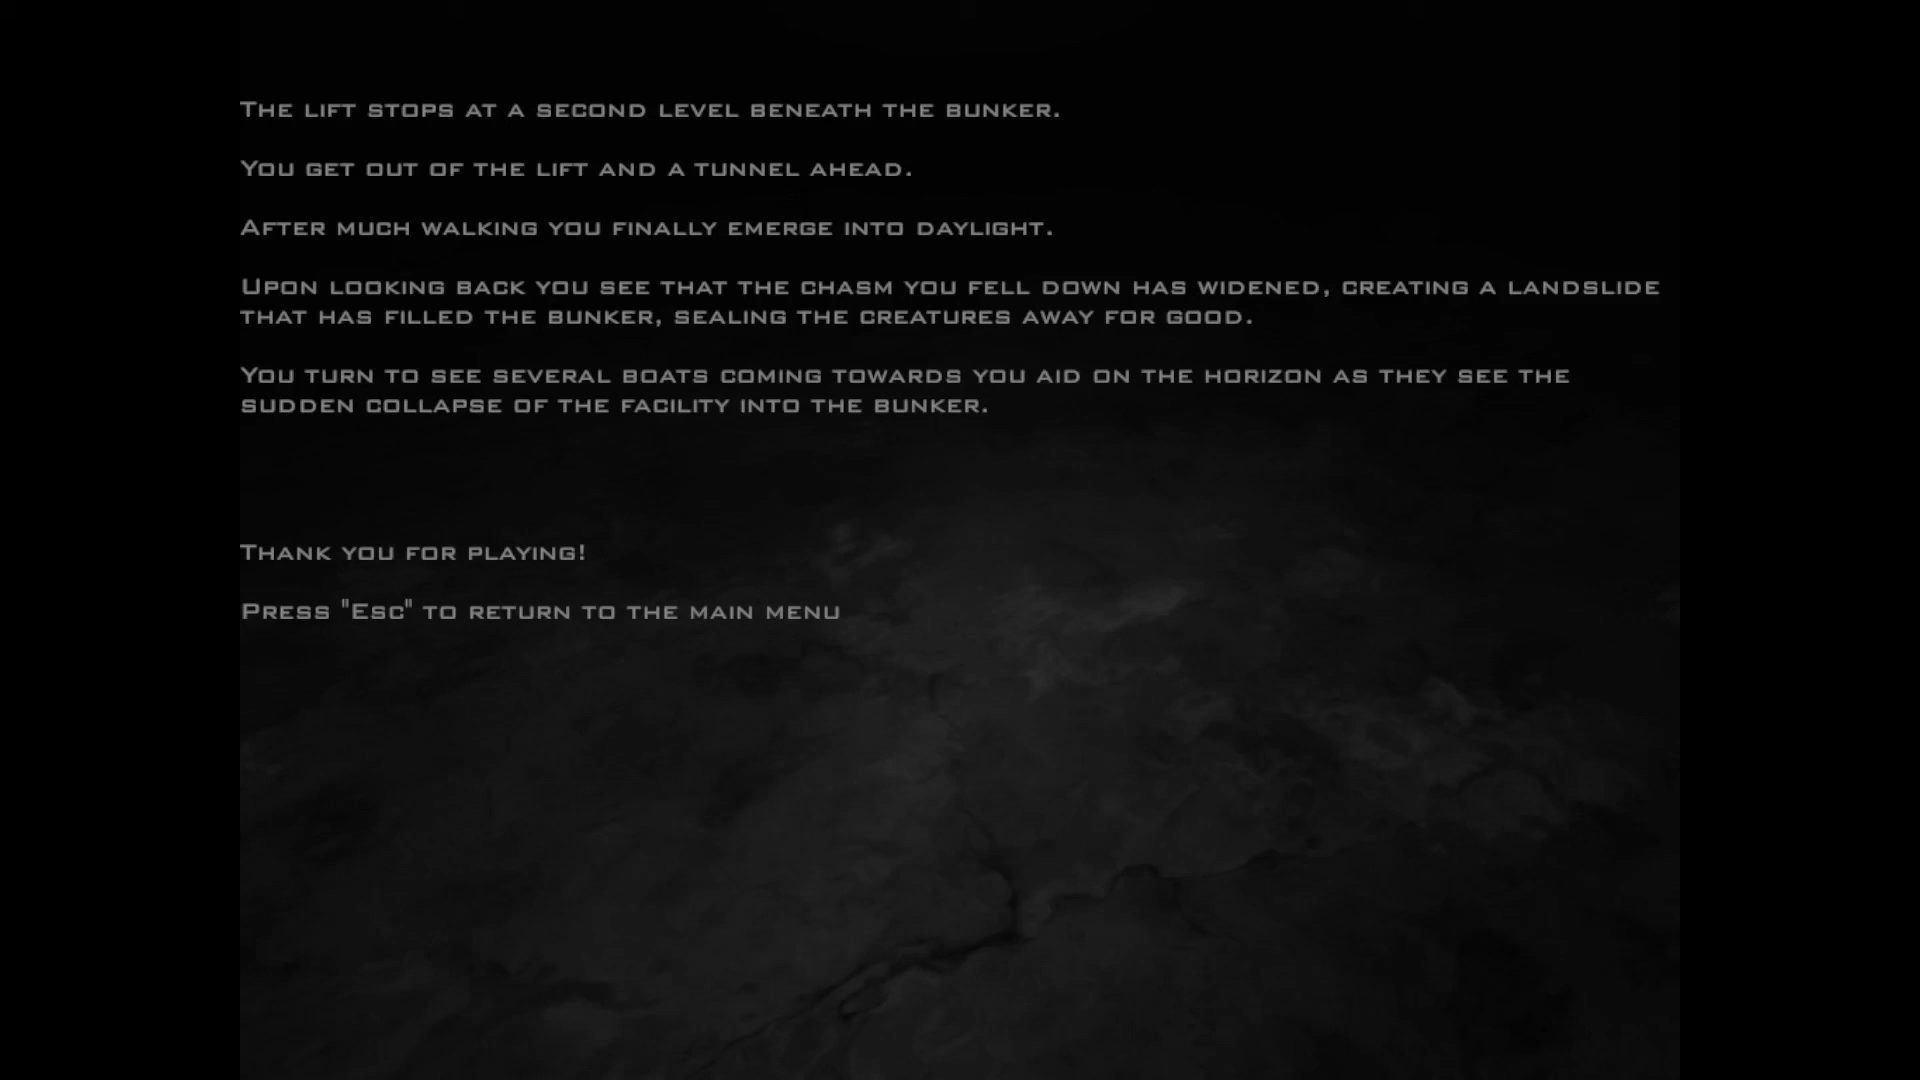 The lift stops at a second level beneath the bunker.
You get out of the lift and a tunnel ahead.
After much walking you finally emerge into daylight.
Upon looking back you see that the chasm you fell down has widened, creating a landslide
that has filled the bunker, sealing the creatures away for good.
You turn to see several boats coming towards you aid on the horizon as they see the
sudden collapse of the facility into the bunker.
Thank you for playing!
Press "Esc" to return to the main menu